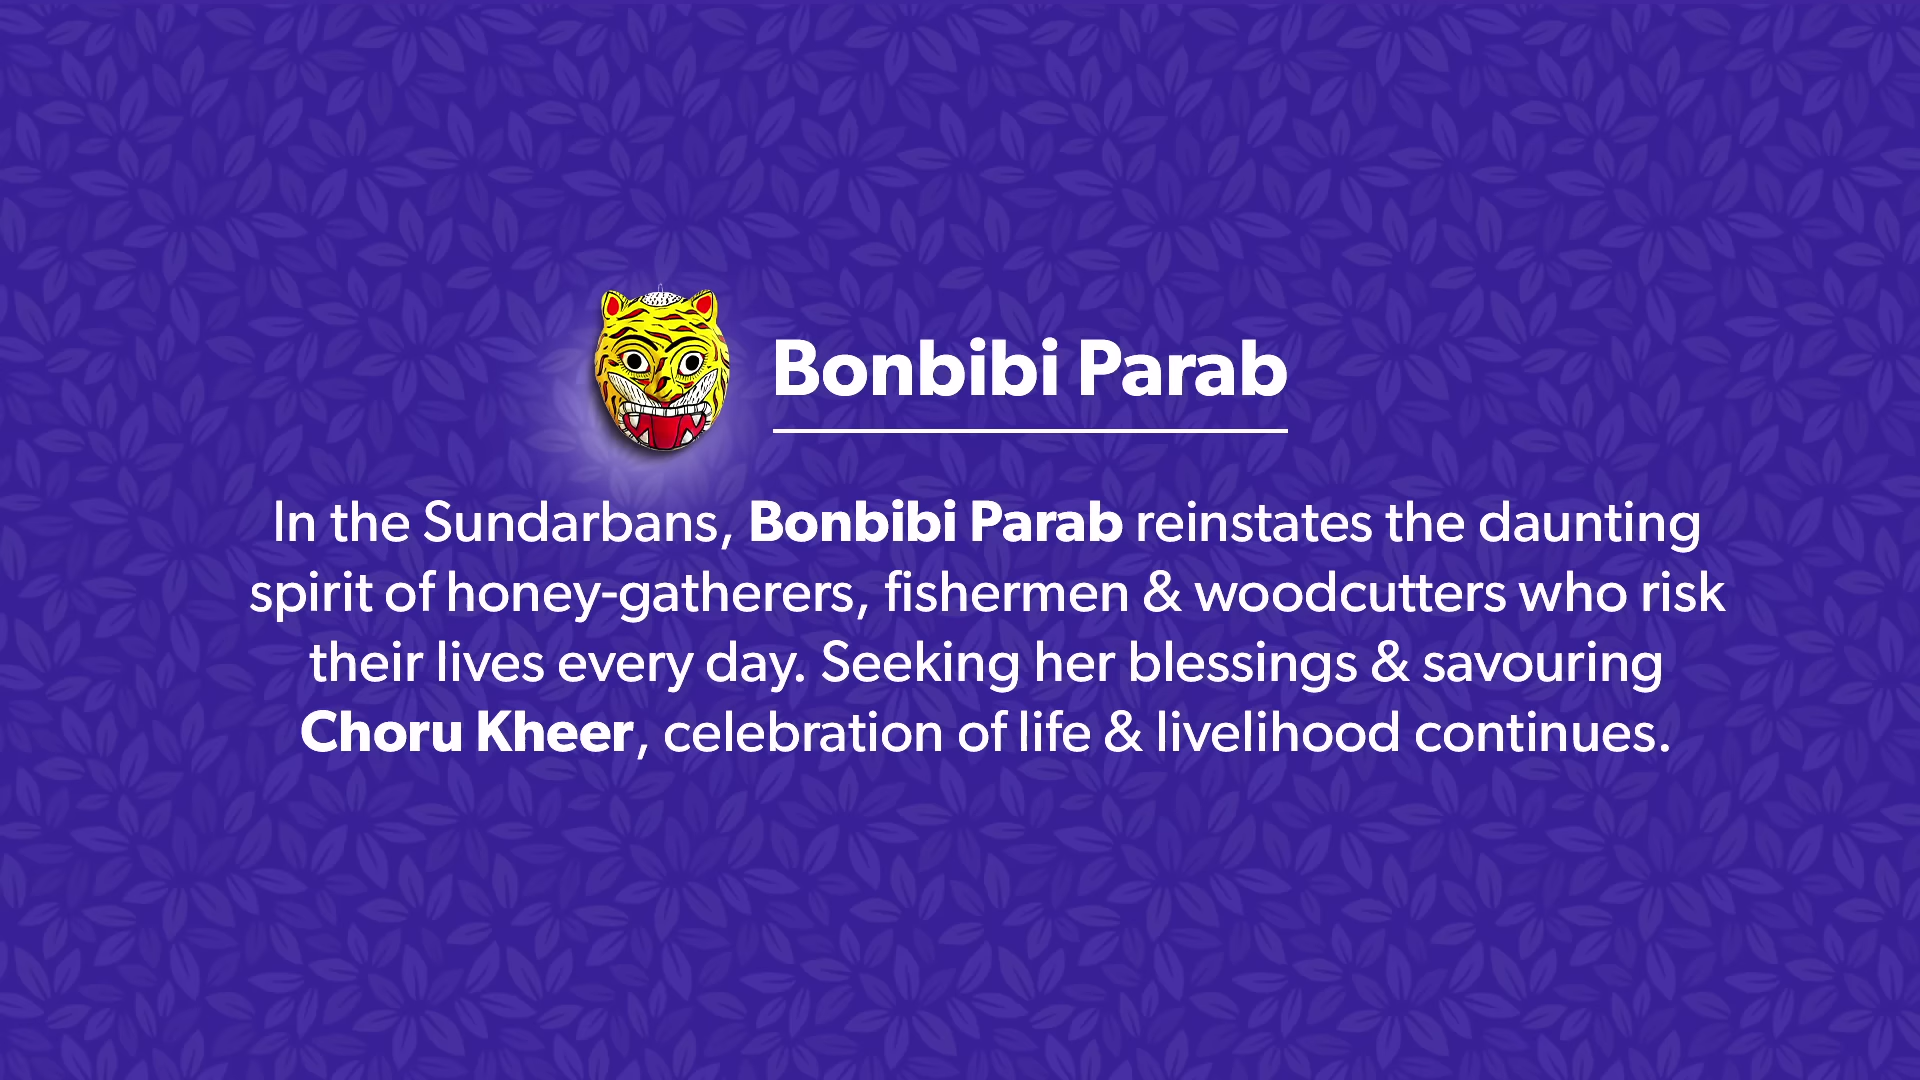 Bonbibi Parab
In the Sundarbans, Bonbibi Parab reinstates the daunting
spirit of honey-gatherers, fishermen & woodcutters who risk
their lives every day. Seeking her blessings & savouring
Choru Kheer, celebration of life & livelihood continues.